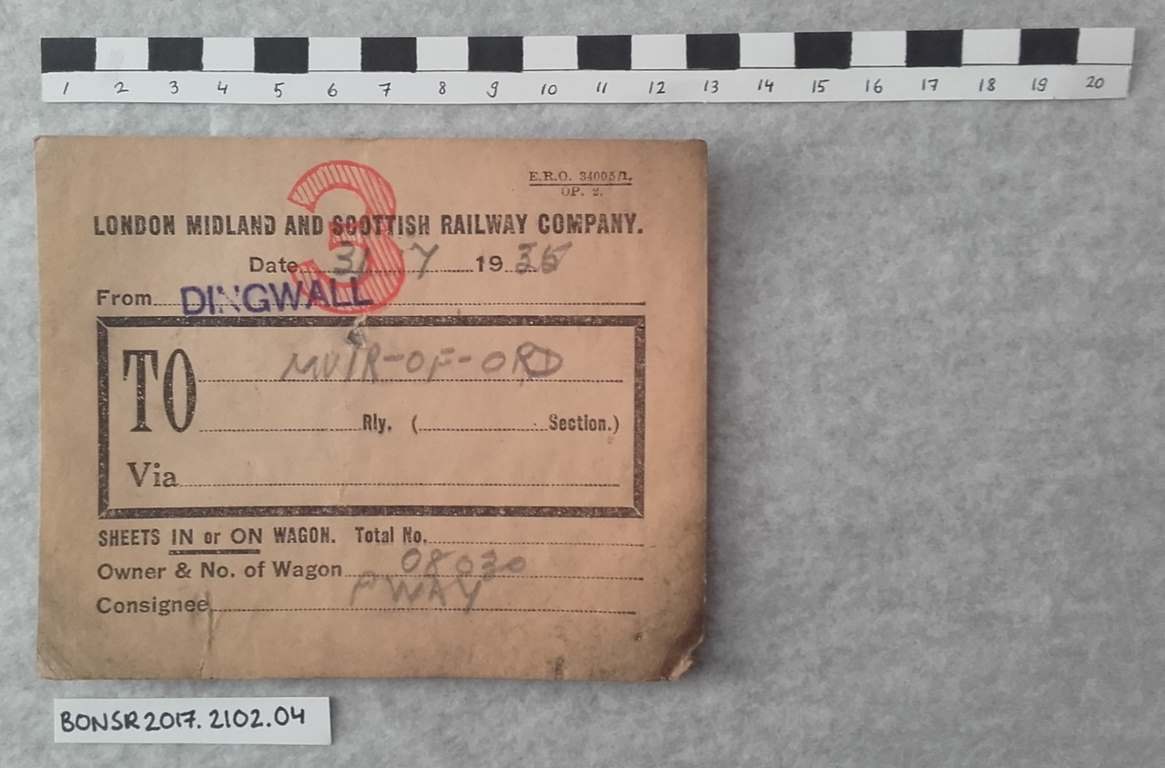 1 2 3 4 5 6 7 8 9 10 11 12 13 14 15 16 17 18 19 20
3
E.R.O. 34005/1.
OP. 2.
LONDON MIDLAND AND SCOTTISH RAILWAY COMPANY.
Date 31 7 19
From DINGWALL
TO MUIR-OF-ORD
Rly. ( Section.)
Via
SHEETS IN or ON WAGON. Total No.
Owner & No. of Wagon 08030
Consignee PWAY
BONSR2017.2102.04